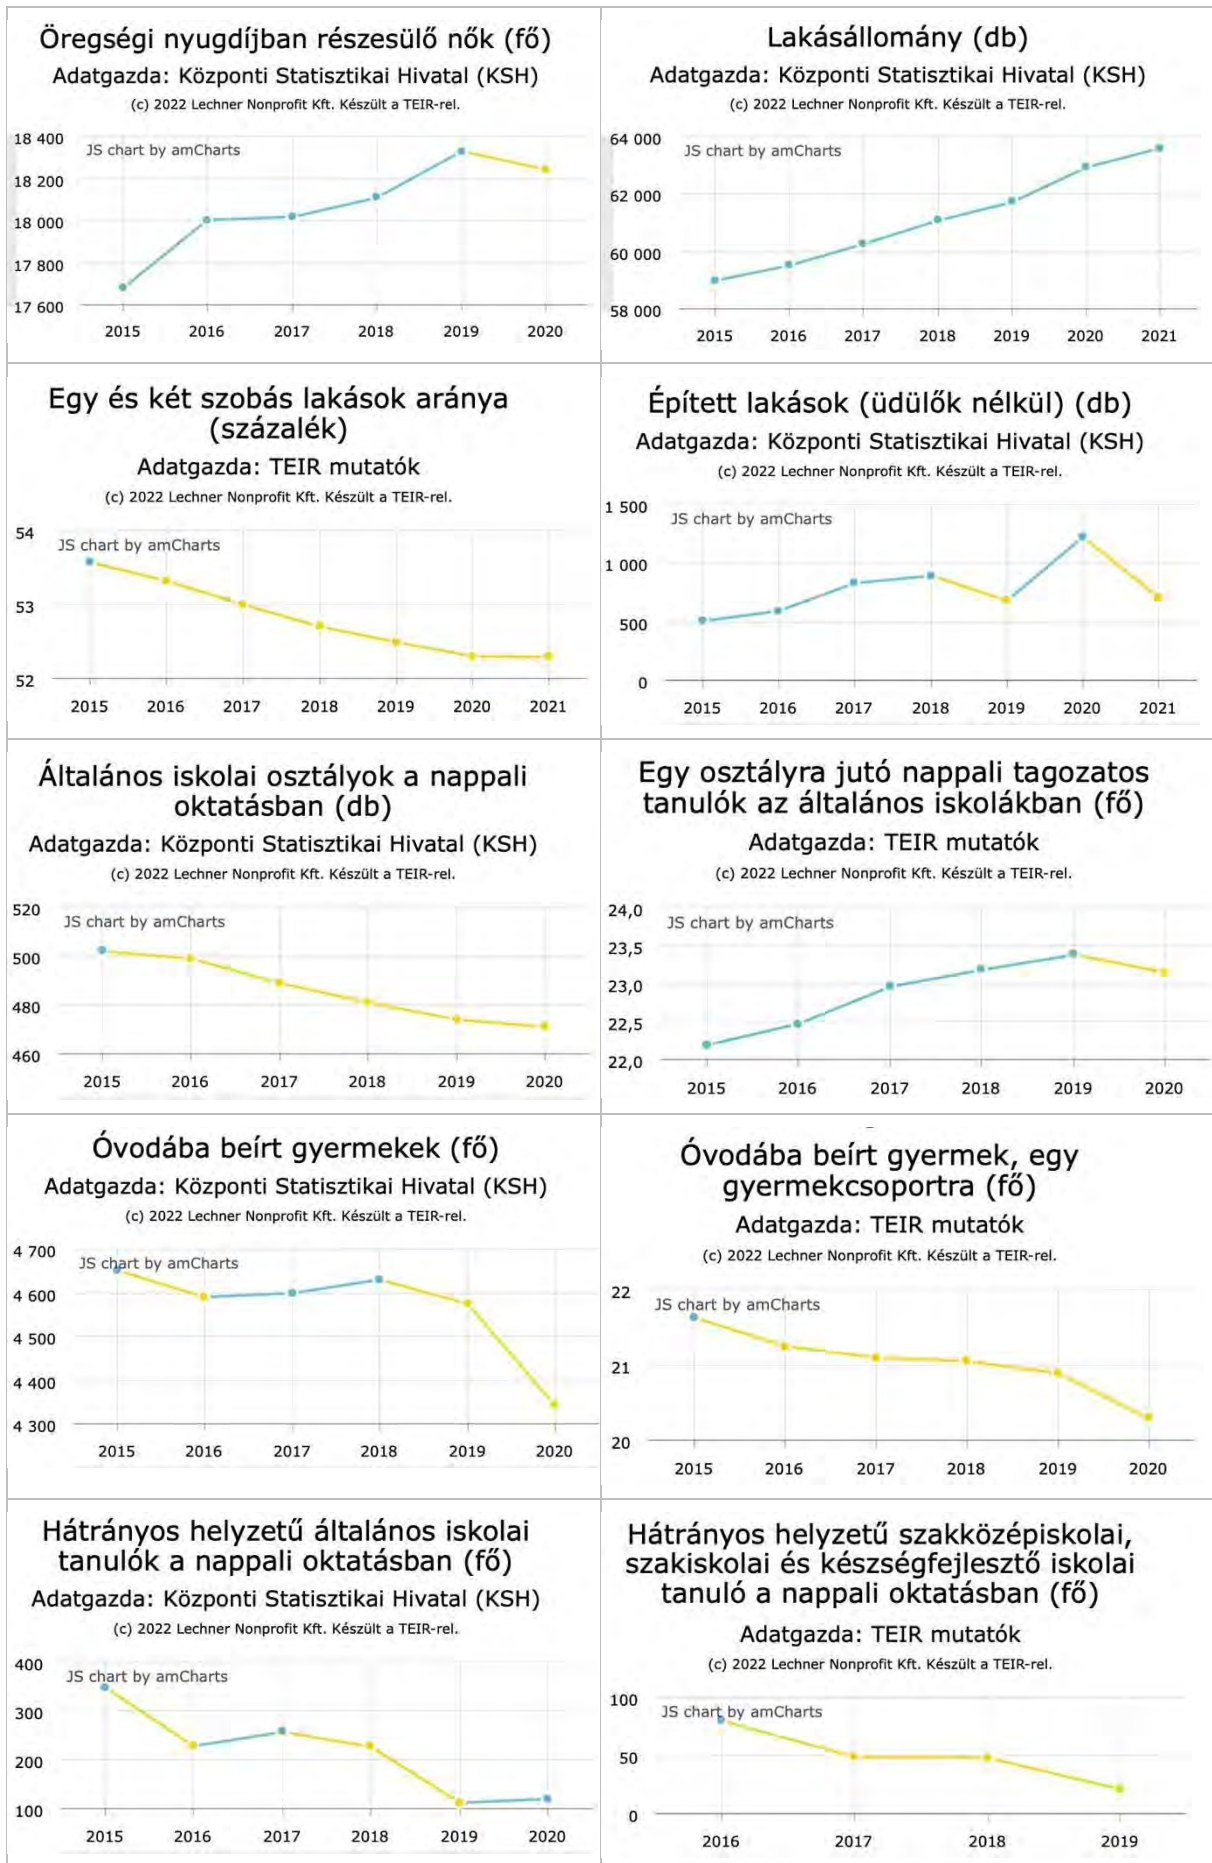 Öregségi nyugdíjban részesülő nők (fő)
Adatgazda: Központi Statisztikai Hivatal (KSH)
(c) 2022 Lechner Nonprofit Kft. Készült a TEIR-rel.
JS chart by amCharts
18 400
18 200
18 000
17 800
17 600
2015 2016 2017 2018 2019 2020
Lakásállomány (db)
Adatgazda: Központi Statisztikai Hivatal (KSH)
(c) 2022 Lechner Nonprofit Kft. Készült a TEIR-rel.
JS chart by amCharts
64 000
62 000
60 000
58 000
2015 2016 2017 2018 2019 2020 2021
Egy és két szobás lakások aránya
(százalék)
Adatgazda: TEIR mutatók
(c) 2022 Lechner Nonprofit Kft. Készült a TEIR-rel.
54
JS chart by amCharts
53
52
2015 2016 2017 2018 2019 2020 2021
Épített lakások (üdülők nélkül) (db)
Adatgazda: Központi Statisztikai Hivatal (KSH)
(c) 2022 Lechner Nonprofit Kft. Készült a TEIR-rel.
1 500
JS chart by amCharts
1 000
500
0
2015 2016 2017 2018 2019 2020 2021
Általános iskolai osztályok a nappali
oktatásban (db)
Adatgazda: Központi Statisztikai Hivatal (KSH)
(c) 2022 Lechner Nonprofit Kft. Készült a TEIR-rel.
520
JS chart by amCharts
500
480
460
2015 2016 2017 2018 2019 2020
Egy osztályra jutó nappali tagozatos
tanulók az általános iskolákban (fő)
Adatgazda: TEIR mutatók
(c) 2022 Lechner Nonprofit Kft. Készült a TEIR-rel.
24,0
JS chart by amCharts
23,5
23,0
22,5
22,0
2015 2016 2017 2018 2019 2020
Óvodába beírt gyermekek (fő)
Adatgazda: Központi Statisztikai Hivatal (KSH)
(c) 2022 Lechner Nonprofit Kft. Készült a TEIR-rel.
4 700
JS chart by amCharts
4 600
4 500
4 400
4 300
2015 2016 2017 2018 2019 2020
Óvodába beírt gyermek, egy
gyermekcsoportra (fő)
Adatgazda: TEIR mutatók
(c) 2022 Lechner Nonprofit Kft. Készült a TEIR-rel.
22
JS chart by amCharts
21
20
2015 2016 2017 2018 2019 2020
Hátrányos helyzetű általános iskolai
tanulók a nappali oktatásban (fő)
Adatgazda: Központi Statisztikai Hivatal (KSH)
(c) 2022 Lechner Nonprofit Kft. Készült a TEIR-rel.
400
JS chart by amCharts
300
200
100
2015 2016 2017 2018 2019 2020
Hátrányos helyzetű szakközépiskolai,
szakiskolai és készségfejlesztő iskolai
tanuló a nappali oktatásban (fő)
Adatgazda: TEIR mutatók
(c) 2022 Lechner Nonprofit Kft. Készült a TEIR-rel.
100
JS chart by amCharts
50
0
2016 2017 2018 2019